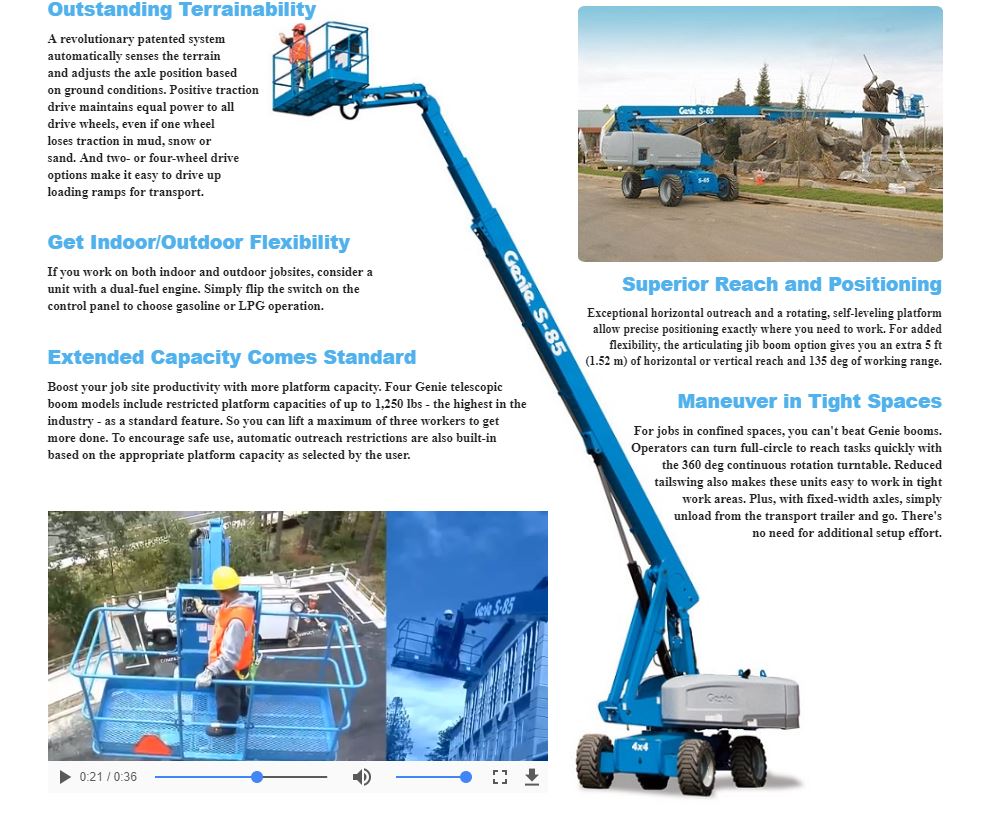 Outstanding Terrainability
A revolutionary patented system
automatically senses the terrain
and adjusts the axle position based
on ground conditions. Positive traction
drive maintains equal power to all
drive wheels, even if one wheel
loses traction in mud, snow or
sand. And two- or four-wheel drive
options make it easy to drive up
loading ramps for transport.
Get Indoor/Outdoor Flexibility
If you work on both indoor and outdoor jobsites, consider a
unit with a dual-fuel engine. Simply flip the switch on the
control panel to choose gasoline or LPG operation.
Extended Capacity Comes Standard
Boost your job site productivity with more platform capacity. Four Genie telescopic
boom models include restricted platform capacities of up to 1,250 lbs - the highest in the
industry - as a standard feature. So you can lift a maximum of three workers to get
more done. To encourage safe use, automatic outreach restrictions are also built-in
based on the appropriate platform capacity as selected by the user.
Genie S-85
0:21 / 0:36
Genie S-85
Genie S-65
S-65
Superior Reach and Positioning
Exceptional horizontal outreach and a rotating, self-leveling platform
allow precise positioning exactly where you need to work. For added
flexibility, the articulating jib boom option gives you an extra 5 ft
(1.52 m) of horizontal or vertical reach and 135 deg of working range.
Maneuver in Tight Spaces
For jobs in confined spaces, you can't beat Genie booms.
Operators can turn full-circle to reach tasks quickly with
the 360 deg continuous rotation turntable. Reduced
tailswing also makes these units easy to work in tight
work areas. Plus, with fixed-width axles, simply
unload from the transport trailer and go. There's
no need for additional setup effort.
Genie
4x4